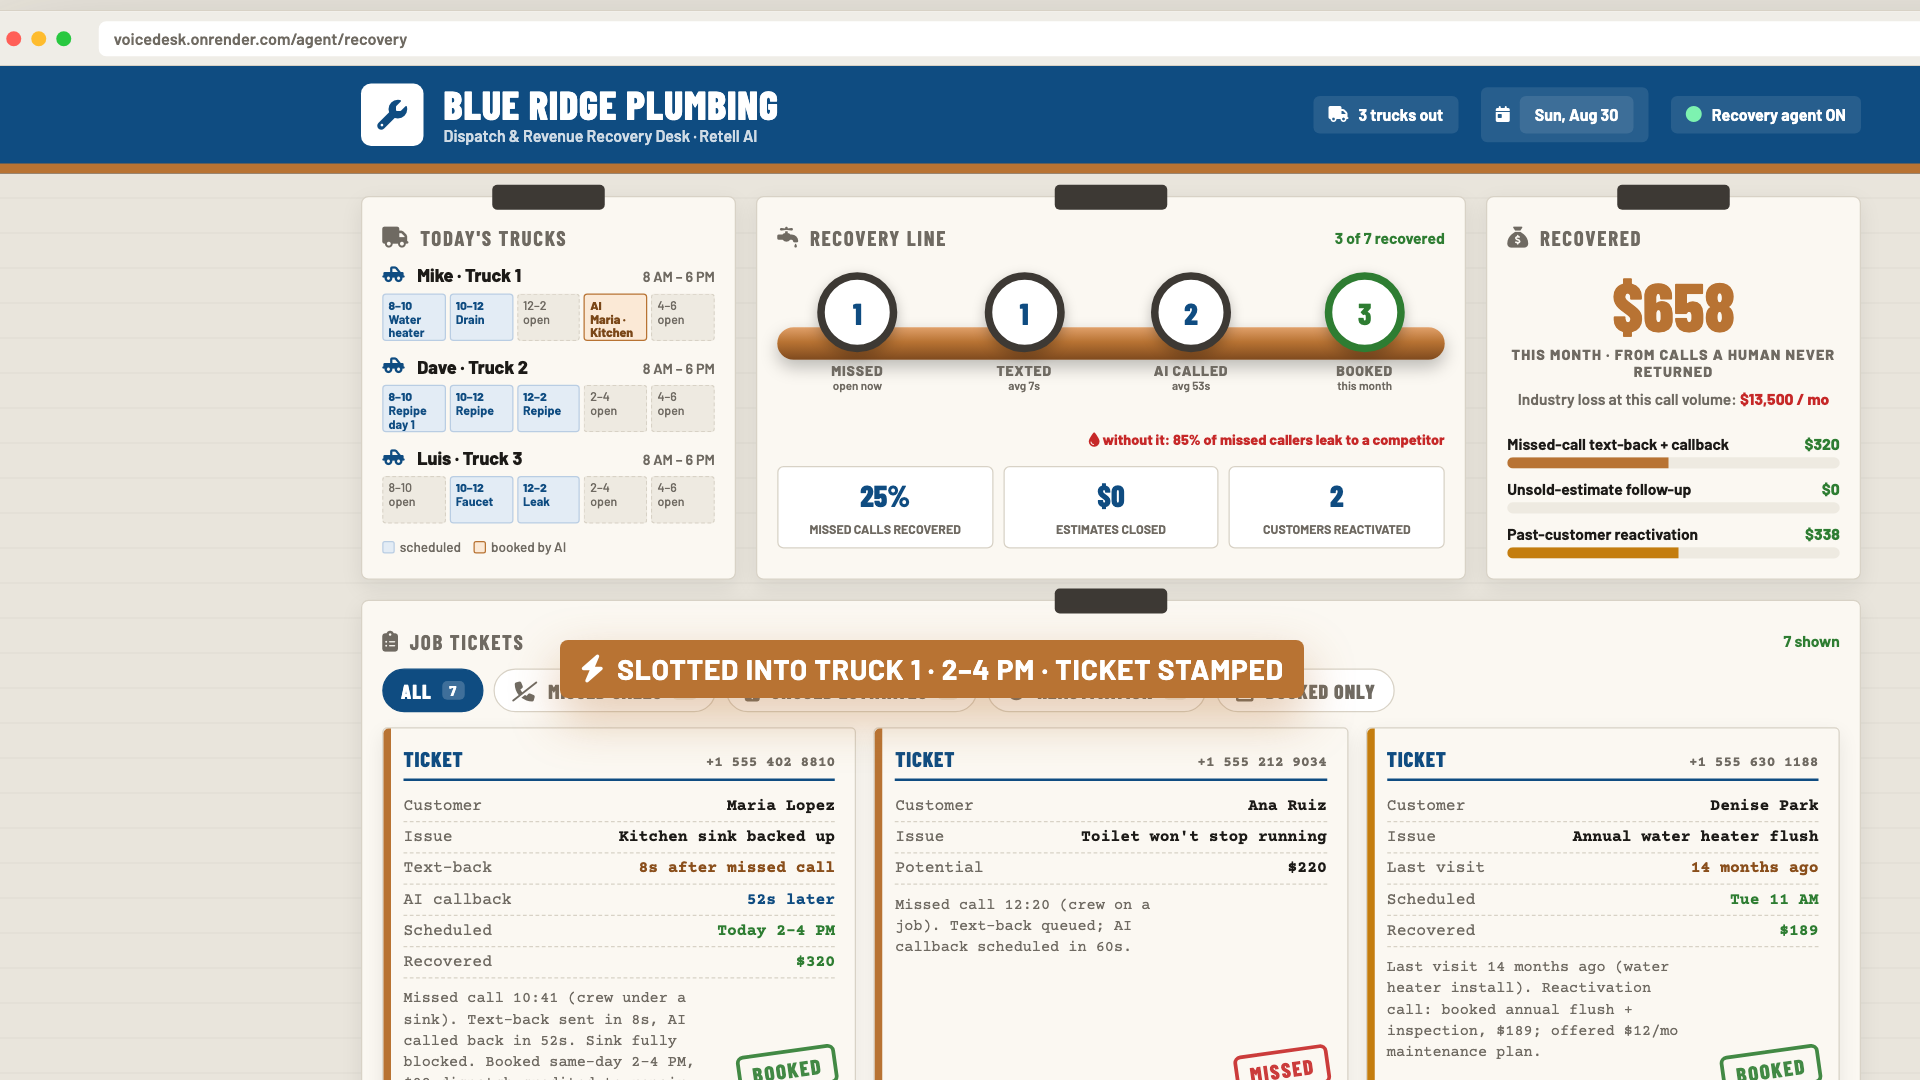 voicedesk.onrender.com/agent/recovery
BLUE RIDGE PLUMBING
Dispatch & Revenue Recovery Desk · Retell AI
3 trucks out
Sun, Aug 30
Recovery agent ON
TODAY'S TRUCKS
Mike · Truck 1
8 AM – 6 PM
8–10
Water
heater
10–12
Drain
12–2
open
AI
Maria ·
Kitchen
4–6
open
Dave · Truck 2
8 AM – 6 PM
8–10
Repipe
day 1
10–12
Repipe
12–2
Repipe
2–4
open
4–6
open
Luis · Truck 3
8 AM – 6 PM
8–10
open
10–12
Faucet
12–2
Leak
2–4
open
4–6
open
scheduled
booked by AI
RECOVERY LINE
3 of 7 recovered
1
1
2
3
MISSED
open now
TEXTED
avg 7s
AI CALLED
avg 53s
BOOKED
this month
without it: 85% of missed callers leak to a competitor
25%
MISSED CALLS RECOVERED
$0
ESTIMATES CLOSED
2
CUSTOMERS REACTIVATED
RECOVERED
$658
THIS MONTH · FROM CALLS A HUMAN NEVER
RETURNED
Industry loss at this call volume: $13,500 / mo
Missed-call text-back + callback
$320
Unsold-estimate follow-up
$0
Past-customer reactivation
$338
JOB TICKETS
7 shown
SLOTTED INTO TRUCK 1 · 2–4 PM · TICKET STAMPED
ALL 7
ONLY
TICKET
+1 555 402 8810
Customer
Maria Lopez
Issue
Kitchen sink backed up
Text-back
8s after missed call
AI callback
52s later
Scheduled
Today 2–4 PM
Recovered
$320
Missed call 10:41 (crew under a
sink). Text-back sent in 8s, AI
called back in 52s. Sink fully
blocked. Booked same-day 2–4 PM,
BOOKED
TICKET
+1 555 212 9034
Customer
Ana Ruiz
Issue
Toilet won't stop running
Potential
$220
Missed call 12:20 (crew on a
job). Text-back queued; AI
callback scheduled in 60s.
MISSED
TICKET
+1 555 630 1188
Customer
Denise Park
Issue
Annual water heater flush
Last visit
14 months ago
Scheduled
Tue 11 AM
Recovered
$189
Last visit 14 months ago (water
heater install). Reactivation
call: booked annual flush +
inspection, $189; offered $12/mo
maintenance plan.
BOOKED